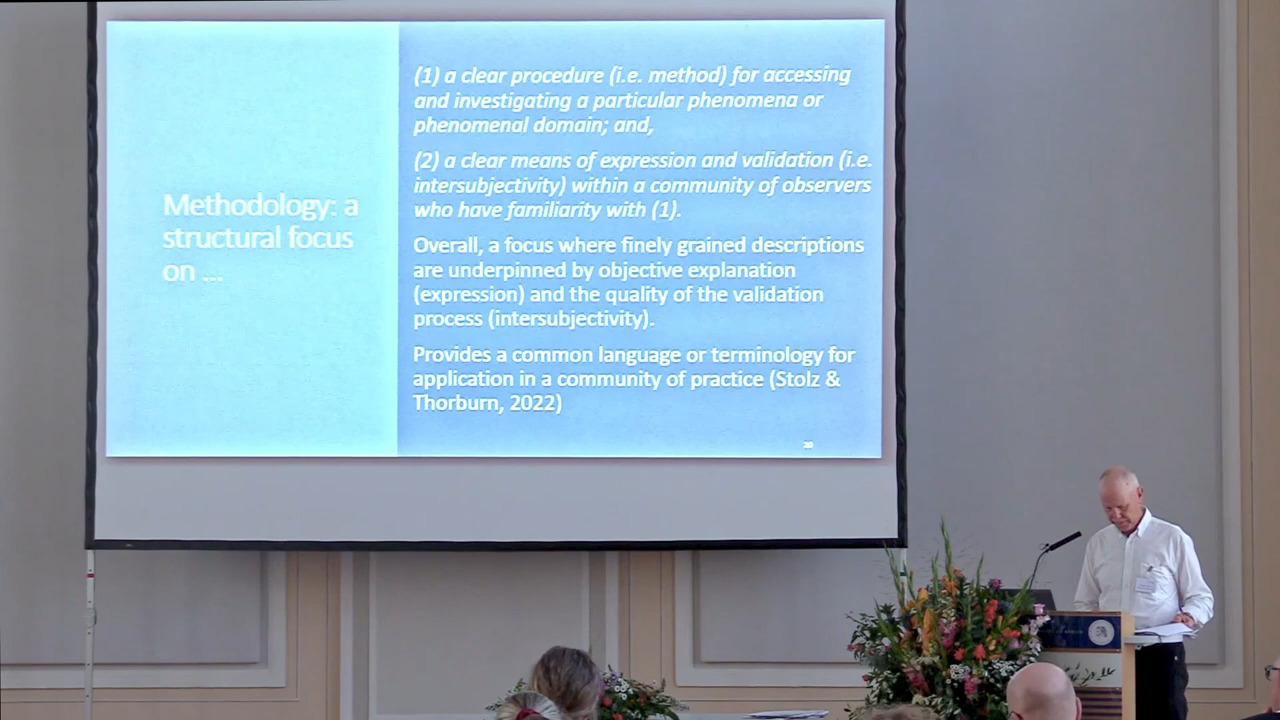 Methodology: a
structural focus
on ...
(1) a clear procedure (i.e. method) for accessing
and investigating a particular phenomena or
phenomenal domain; and,
(2) a clear means of expression and validation (i.e.
intersubjectivity) within a community of observers
who have familiarity with (1).
Overall, a focus where finely grained descriptions
are underpinned by objective explanation
(expression) and the quality of the validation
process (intersubjectivity).
Provides a common language or terminology for
application in a community of practice (Stolz &
Thorburn, 2022)